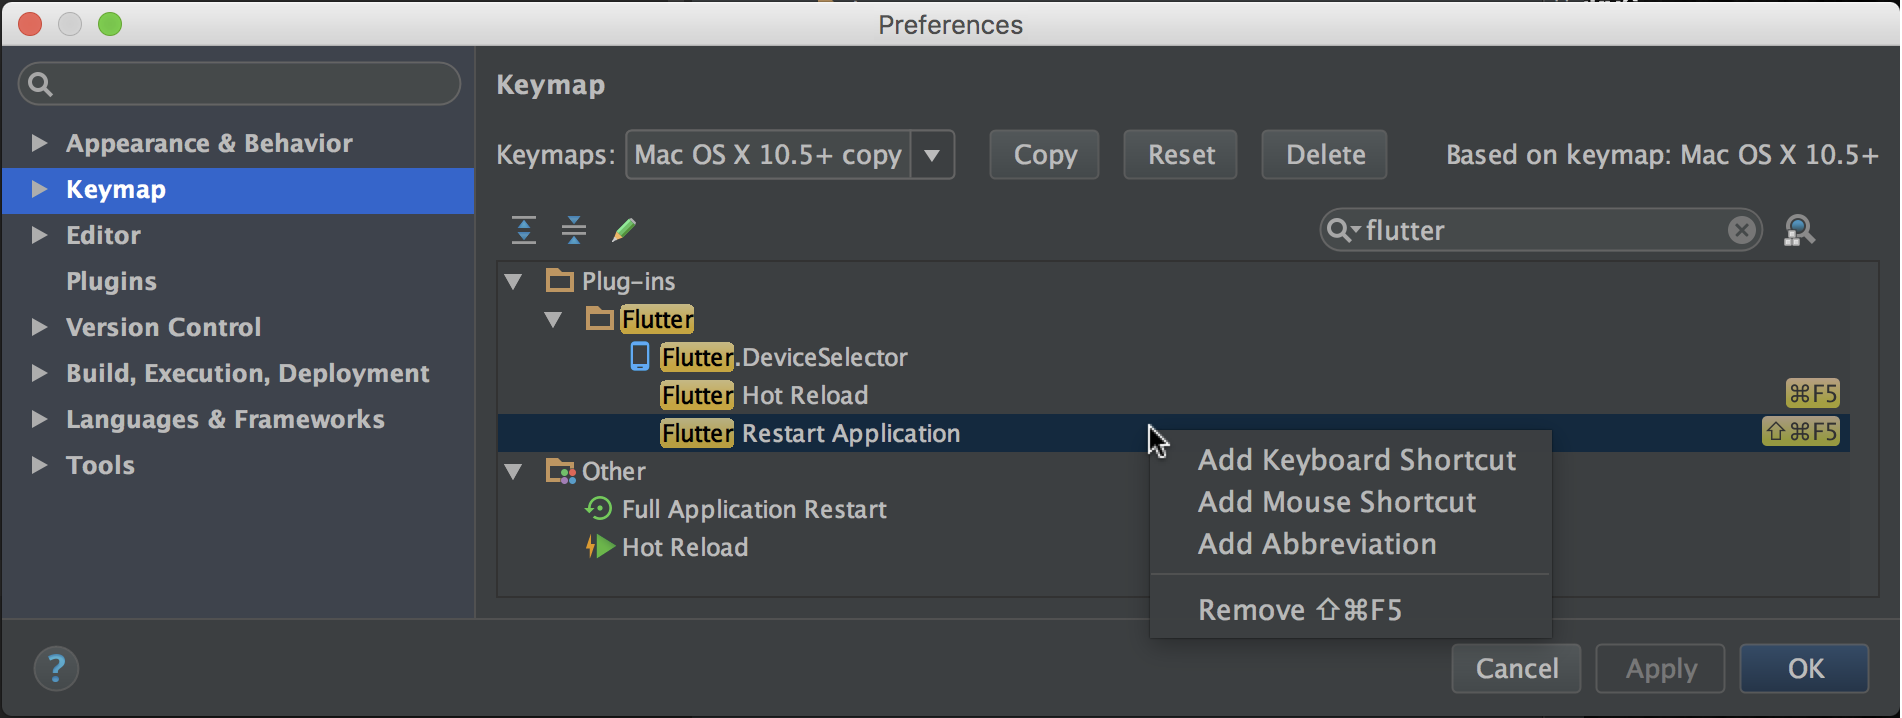 Preferences
Appearance & Behavior
Keymap
Editor
Plugins
Version Control
Build, Execution, Deployment
Languages & Frameworks
Tools
Keymap
Keymaps: Mac OS X 10.5+ copy Copy Reset Delete Based on keymap: Mac OS X 10.5+
flutter
Plug-ins
Flutter
Flutter.DeviceSelector
Flutter Hot Reload ⌘F5
Flutter Restart Application ⇧⌘F5
Other
Full Application Restart
Hot Reload
Add Keyboard Shortcut
Add Mouse Shortcut
Add Abbreviation
Remove ⇧⌘F5
? Cancel Apply OK